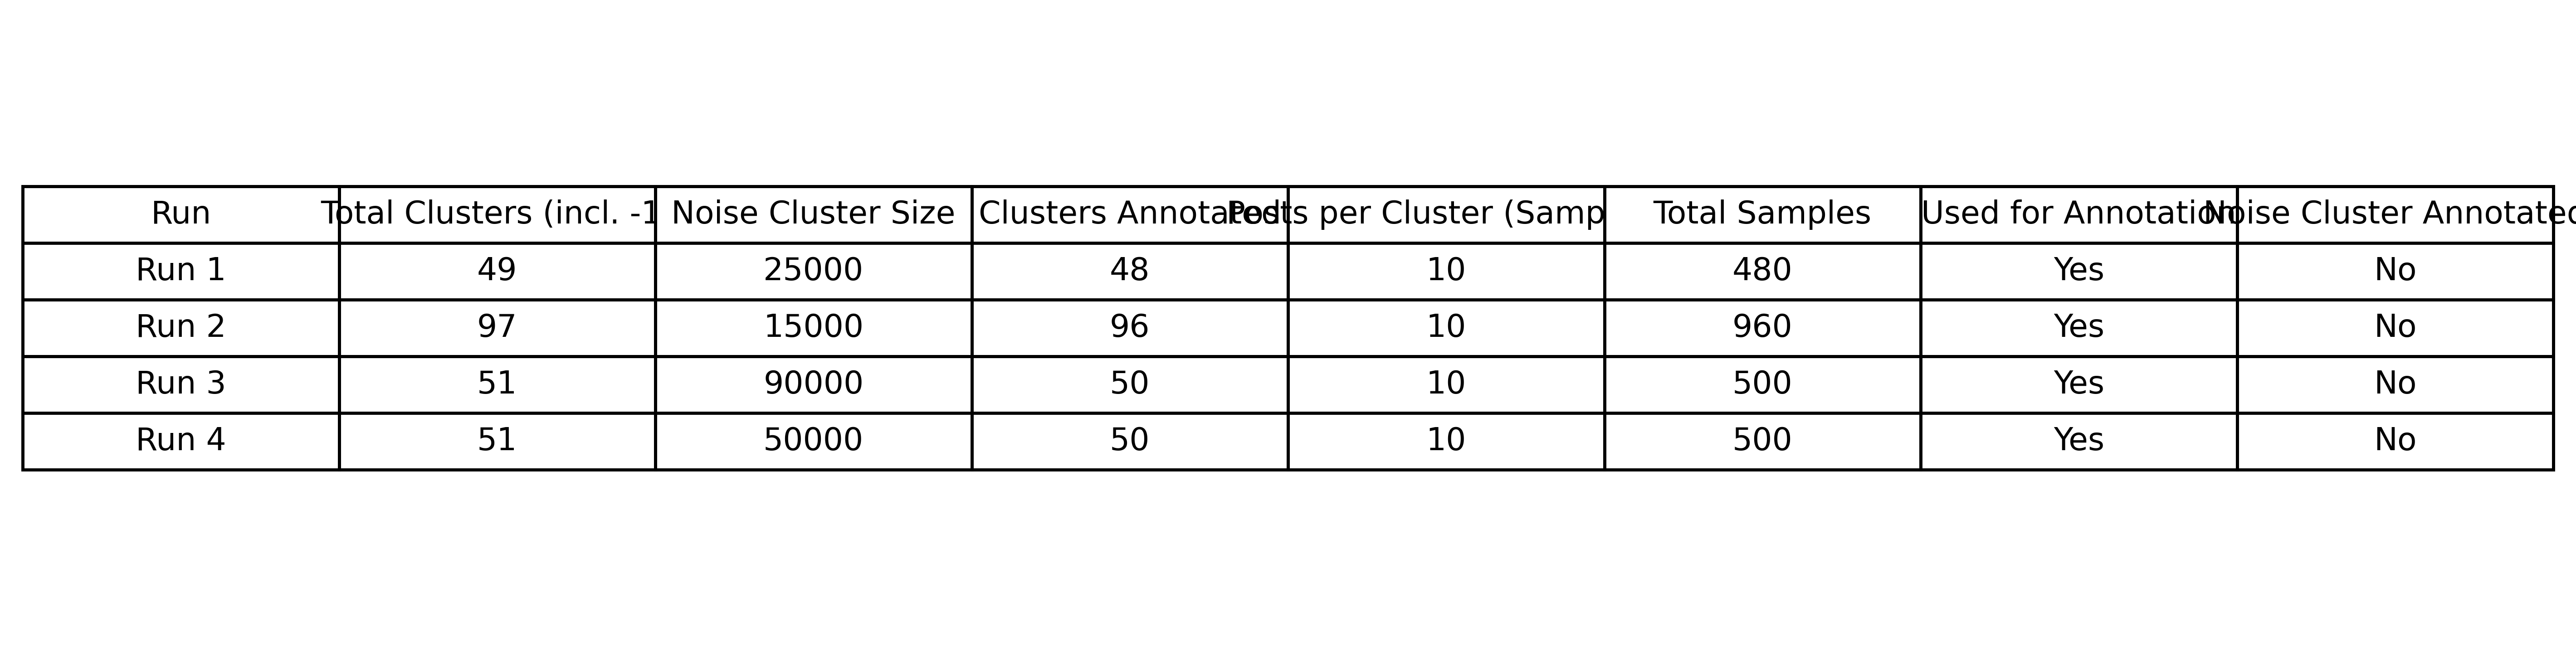 Run Total Clusters (incl. -1 Noise Cluster Size Clusters Annotated Posts per Cluster (Samp Total Samples Used for Annotation Noise Cluster Annotated
Run 1 49 25000 48 10 480 Yes No
Run 2 97 15000 96 10 960 Yes No
Run 3 51 90000 50 10 500 Yes No
Run 4 51 50000 50 10 500 Yes No